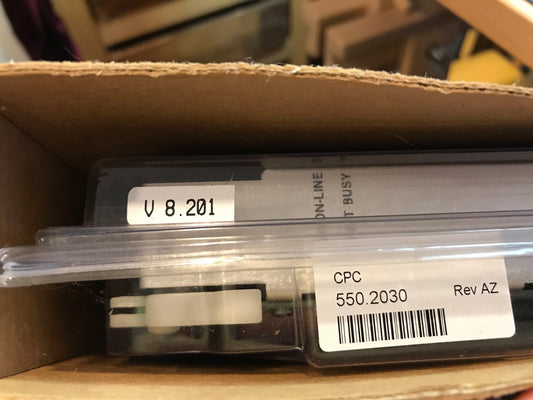 V 8.201
ON-LINE
BUSY
CPC
550.2030 Rev AZ